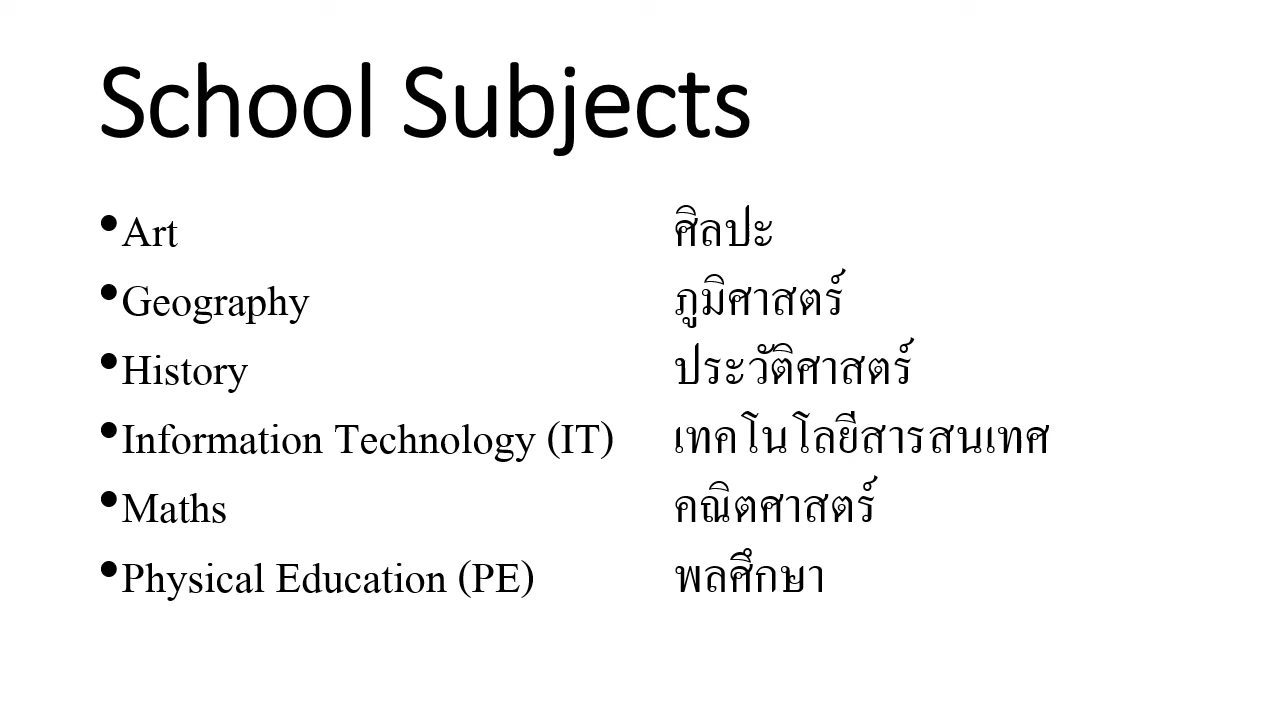 School Subjects
•Art ศิลปะ
•Geography ภูมิศาสตร์
•History ประวัติศาสตร์
•Information Technology (IT) เทคโนโลยีสารสนเทศ
•Maths คณิตศาสตร์
•Physical Education (PE) พลศึกษา